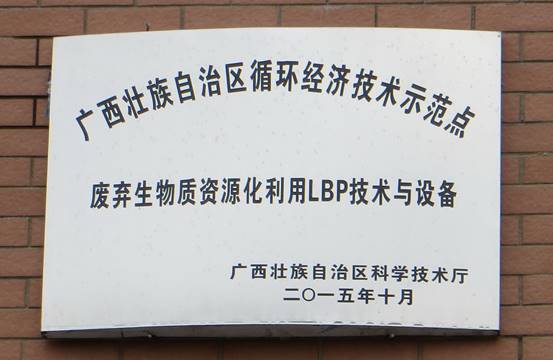 广西壮族自治区循环经济技术示范点
废弃生物质资源化利用LBP技术与设备
广西壮族自治区科学技术厅
二〇一五年十月